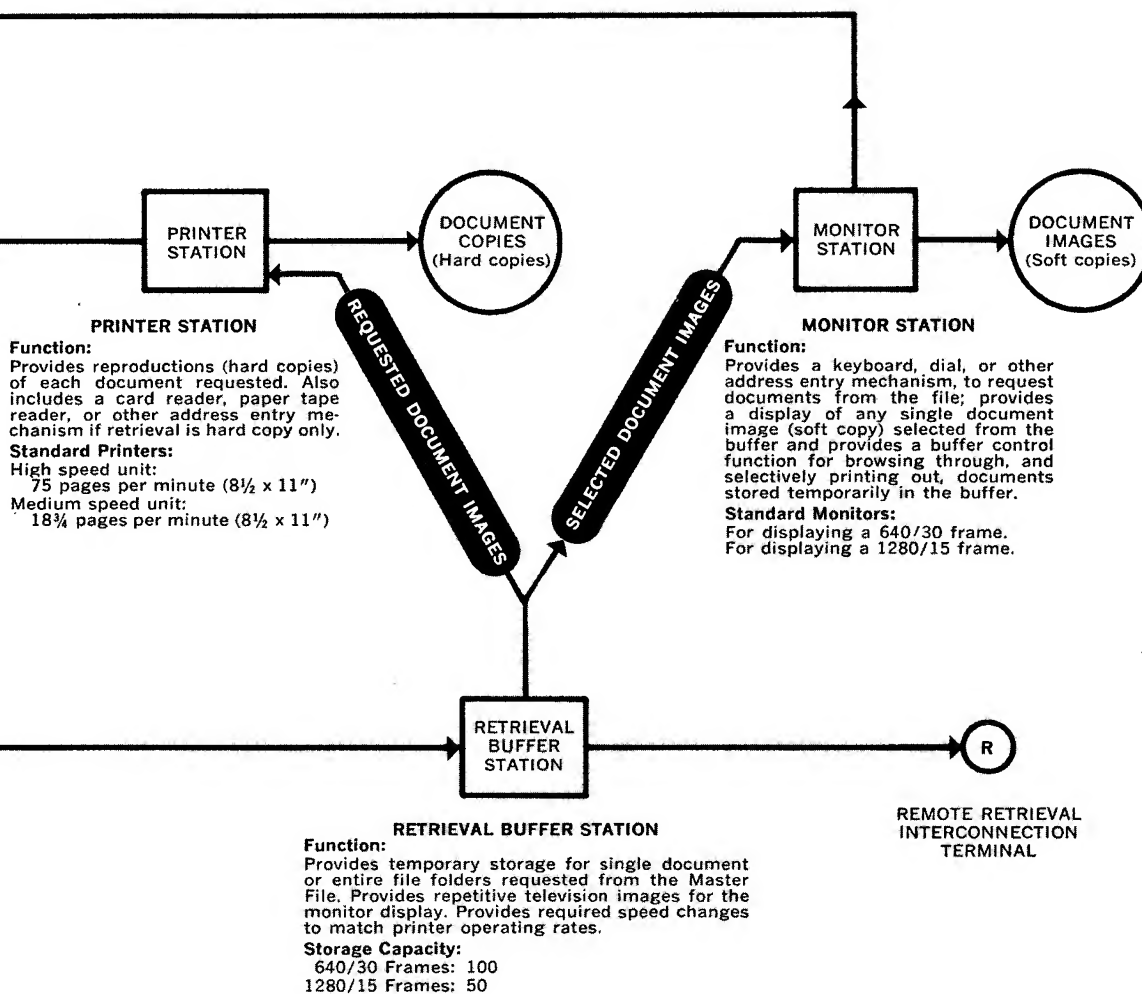 PRINTER
STATION
DOCUMENT
COPIES
(Hard copies)
MONITOR
STATION
DOCUMENT
IMAGES
(Soft copies)
REQUESTED DOCUMENT IMAGES
SELECTED DOCUMENT IMAGES
PRINTER STATION
Function:
Provides reproductions (hard copies)
of each document requested. Also
includes a card reader, paper tape
reader, or other address entry me-
chanism if retrieval is hard copy only.
Standard Printers:
High speed unit:
75 pages per minute (8½ x 11")
Medium speed unit:
18¾ pages per minute (8½ x 11")
MONITOR STATION
Function:
Provides a keyboard, dial, or other
address entry mechanism, to request
documents from the file; provides
a display of any single document
image (soft copy) selected from the
buffer and provides a buffer control
function for browsing through, and
selectively printing out, documents
stored temporarily in the buffer.
Standard Monitors:
For displaying a 640/30 frame.
For displaying a 1280/15 frame.
RETRIEVAL
BUFFER
STATION
R
REMOTE RETRIEVAL
INTERCONNECTION
TERMINAL
RETRIEVAL BUFFER STATION
Function:
Provides temporary storage for single document
or entire file folders requested from the Master
File. Provides repetitive television images for the
monitor display. Provides required speed changes
to match printer operating rates.
Storage Capacity:
640/30 Frames: 100
1280/15 Frames: 50